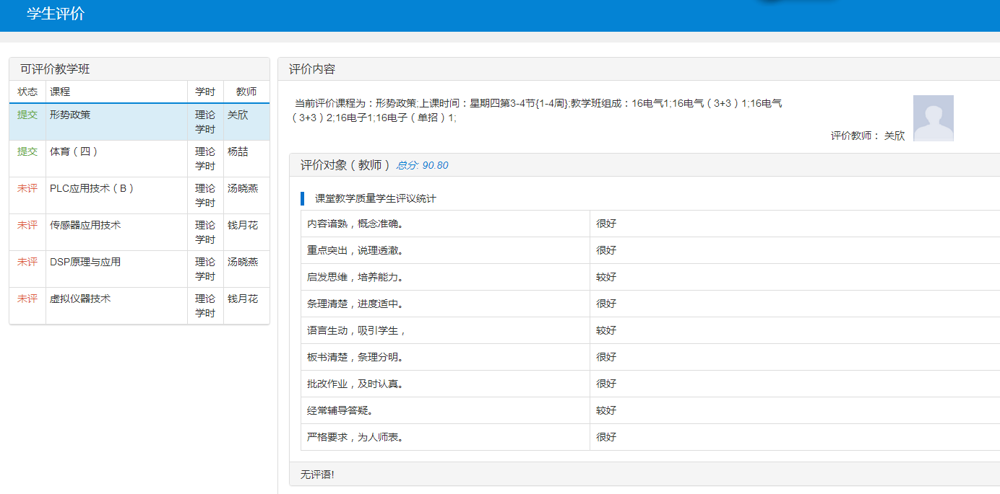 学生评价
可评价教学班
状态 课程 学时 教师
提交 形势政策 理论 关欣
学时
提交 体育（四） 理论 杨喆
学时
未评 PLC应用技术（B） 理论 汤晓燕
学时
未评 传感器应用技术 理论 钱月花
学时
未评 DSP原理与应用 理论 汤晓燕
学时
未评 虚拟仪器技术 理论 钱月花
学时
评价内容
当前评价课程为：形势政策;上课时间：星期四第3-4节{1-4周};教学班组成：16电气1;16电气（3+3）1;16电气
（3+3）2;16电子1;16电子（单招）1;
评价教师： 关欣
评价对象（教师） 总分: 90.80
课堂教学质量学生评议统计
内容谙熟，概念准确。 很好
重点突出，说理透澈。 很好
启发思维，培养能力。 较好
条理清楚，进度适中。 很好
语言生动，吸引学生， 较好
板书清楚，条理分明。 很好
批改作业，及时认真。 很好
经常辅导答疑。 较好
严格要求，为人师表。 很好
无评语!